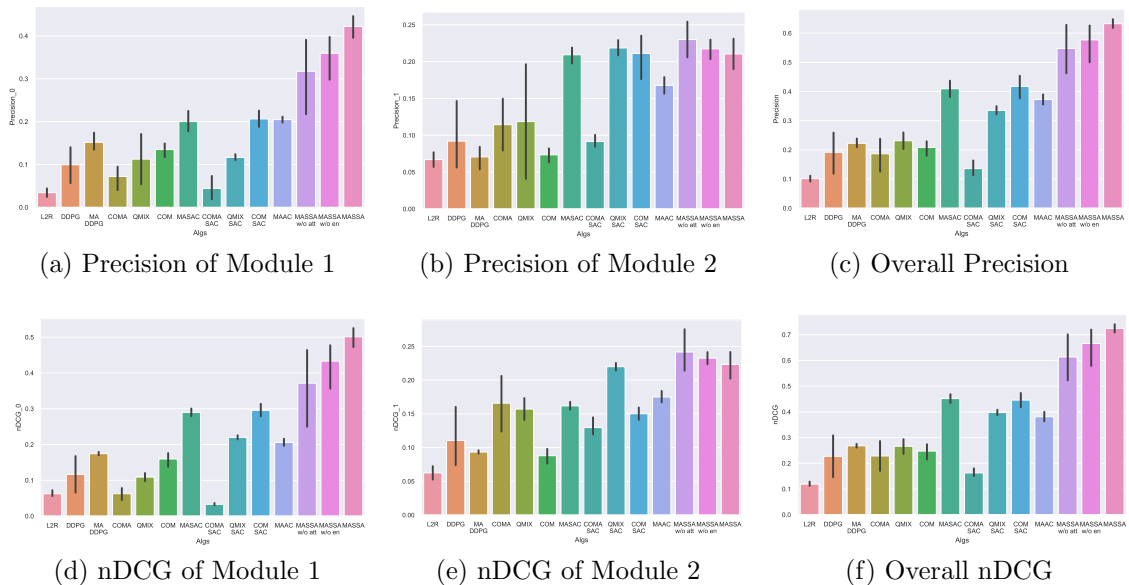 0.4
0.3
0.2
0.1
0.0
Precision_0
L2R DDPG MA DDPG COMA QMIX COM MASAC COMA SAC QMIX SAC COM SAC MAAC MASSA w/o att MASSA w/o en MASSA
Algs
(a) Precision of Module 1
0.25
0.20
0.15
0.10
0.05
0.00
Precision_1
L2R DDPG MA DDPG COMA QMIX COM MASAC COMA SAC QMIX SAC COM SAC MAAC MASSA w/o att MASSA w/o en MASSA
Algs
(b) Precision of Module 2
0.6
0.5
0.4
0.3
0.2
0.1
0.0
Precision
L2R DDPG MA DDPG COMA QMIX COM MASAC COMA SAC QMIX SAC COM SAC MAAC MASSA w/o att MASSA w/o en MASSA
Algs
(c) Overall Precision
0.5
0.4
0.3
0.2
0.1
0.0
nDCG_0
L2R DDPG MA DDPG COMA QMIX COM MASAC COMA SAC QMIX SAC COM SAC MAAC MASSA w/o att MASSA w/o en MASSA
Algs
(d) nDCG of Module 1
0.25
0.20
0.15
0.10
0.05
0.00
nDCG_1
L2R DDPG MA DDPG COMA QMIX COM MASAC COMA SAC QMIX SAC COM SAC MAAC MASSA w/o att MASSA w/o en MASSA
Algs
(e) nDCG of Module 2
0.7
0.6
0.5
0.4
0.3
0.2
0.1
0.0
nDCG
L2R DDPG MA DDPG COMA QMIX COM MASAC COMA SAC QMIX SAC COM SAC MAAC MASSA w/o att MASSA w/o en MASSA
Algs
(f) Overall nDCG